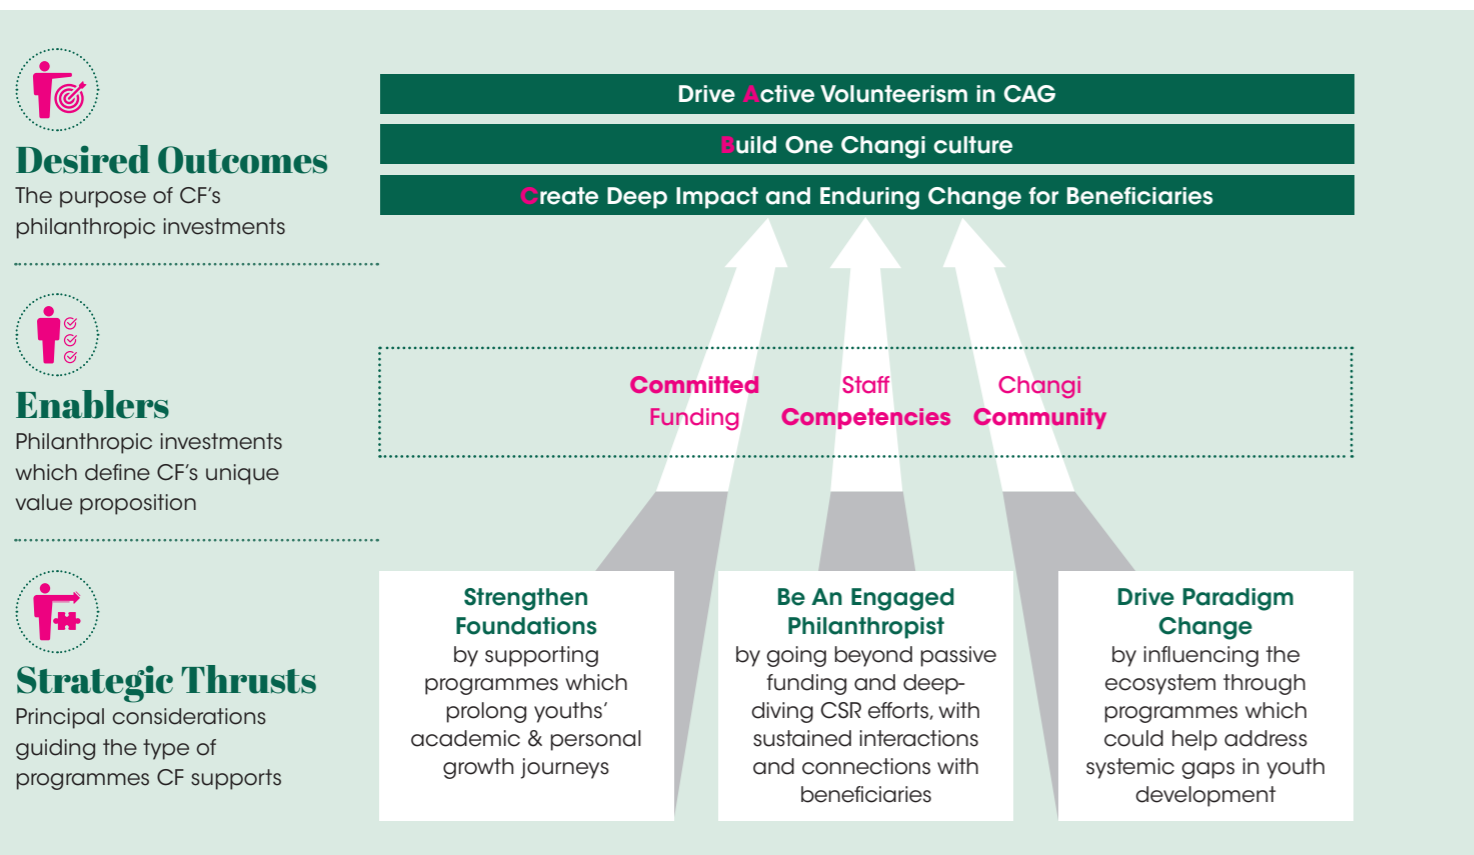 Desired Outcomes
The purpose of CF’s
philanthropic investments
Drive Active Volunteerism in CAG
Build One Changi culture
Create Deep Impact and Enduring Change for Beneficiaries
Enablers
Philanthropic investments
which define CF’s unique
value proposition
Committed
Funding
Staff
Competencies
Changi
Community
Strategic Thrusts
Principal considerations
guiding the type of
programmes CF supports
Strengthen
Foundations
by supporting
programmes which
prolong youths’
academic & personal
growth journeys
Be An Engaged
Philanthropist
by going beyond passive
funding and deep-
diving CSR efforts, with
sustained interactions
and connections with
beneficiaries
Drive Paradigm
Change
by influencing the
ecosystem through
programmes which
could help address
systemic gaps in youth
development